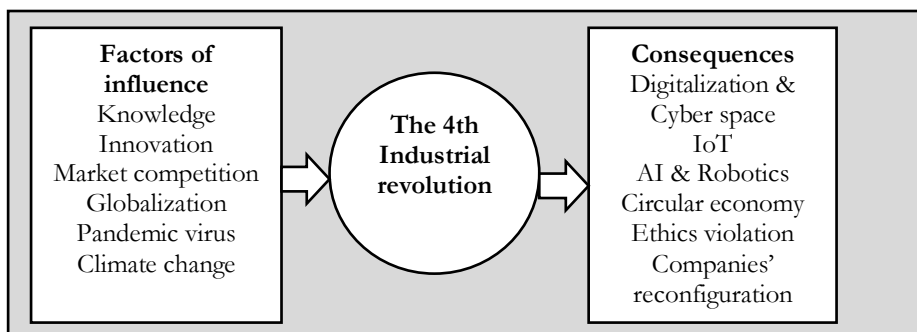 Factors of
influence
Knowledge
Innovation
Market competition
Globalization
Pandemic virus
Climate change
The 4th
Industrial
revolution
Consequences
Digitalization &
Cyber space
IoT
AI & Robotics
Circular economy
Ethics violation
Companies’
reconfiguration